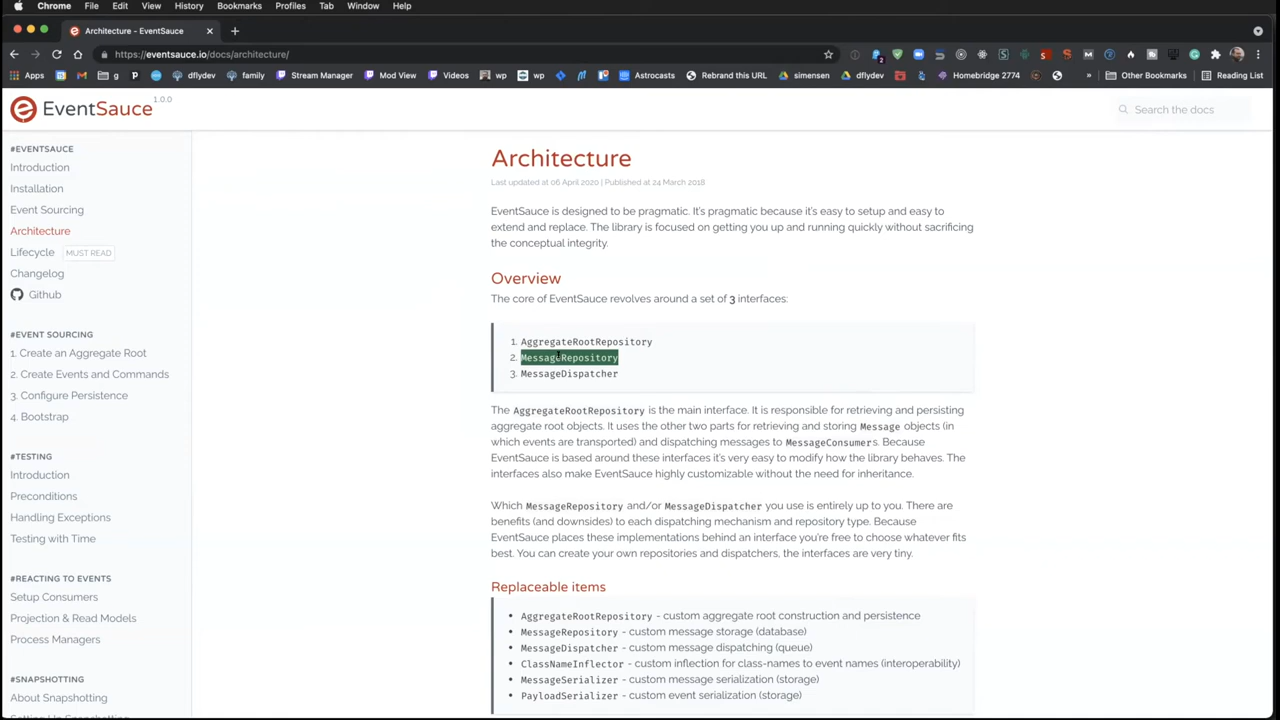 Chrome File Edit View History Bookmarks Profiles Tab Window Help
Architecture - EventSauce
https://eventsauce.io/docs/architecture/
Apps g dflydev family Stream Manager Mod View Videos wp wp Astrocasts Rebrand this URL simensen dflydev Homebridge 2774 » Other Bookmarks Reading List
EventSauce 1.0.0
Search the docs
#EVENTSAUCE
Introduction
Installation
Event Sourcing
Architecture
Lifecycle MUST READ
Changelog
Github
#EVENT SOURCING
1. Create an Aggregate Root
2. Create Events and Commands
3. Configure Persistence
4. Bootstrap
#TESTING
Introduction
Preconditions
Handling Exceptions
Testing with Time
#REACTING TO EVENTS
Setup Consumers
Projection & Read Models
Process Managers
#SNAPSHOTTING
About Snapshotting
Architecture
Last updated at 06 April 2020 | Published at 24 March 2018
EventSauce is designed to be pragmatic. It's pragmatic because it's easy to setup and easy to
extend and replace. The library is focused on getting you up and running quickly without sacrificing
the conceptual integrity.
Overview
The core of EventSauce revolves around a set of 3 interfaces:
1. AggregateRootRepository
2. MessageRepository
3. MessageDispatcher
The AggregateRootRepository is the main interface. It is responsible for retrieving and persisting
aggregate root objects. It uses the other two parts for retrieving and storing Message objects (in
which events are transported) and dispatching messages to MessageConsumers. Because
EventSauce is based around these interfaces it's very easy to modify how the library behaves. The
interfaces also make EventSauce highly customizable without the need for inheritance.
Which MessageRepository and/or MessageDispatcher you use is entirely up to you. There are
benefits (and downsides) to each dispatching mechanism and repository type. Because
EventSauce places these implementations behind an interface you're free to choose whatever fits
best. You can create your own repositories and dispatchers, the interfaces are very tiny.
Replaceable items
• AggregateRootRepository - custom aggregate root construction and persistence
• MessageRepository - custom message storage (database)
• MessageDispatcher - custom message dispatching (queue)
• ClassNameInflector - custom inflection for class-names to event names (interoperability)
• MessageSerializer - custom message serialization (storage)
• PayloadSerializer - custom event serialization (storage)